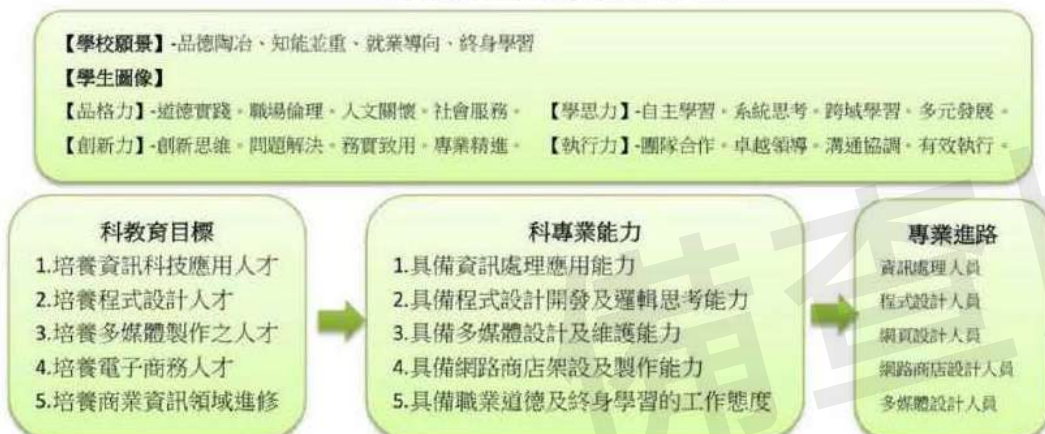 【學校願景】-品德陶冶、知能並重、就業導向、終身學習
【學生圖像】
【品格力】-道德實踐。職場倫理。人文關懷。社會服務。 【學思力】-自主學習。系統思考。跨域學習。多元發展。
【創新力】-創新思維。問題解決。務實致用。專業精進。 【執行力】-團隊合作。卓越領導。溝通協調。有效執行。
科教育目標
1.培養資訊科技應用人才
2.培養程式設計人才
3.培養多媒體製作之人才
4.培養電子商務人才
5.培養商業資訊領域進修
科專業能力
1.具備資訊處理應用能力
2.具備程式設計開發及邏輯思考能力
3.具備多媒體設計及維護能力
4.具備網路商店架設及製作能力
5.具備職業道德及終身學習的工作態度
專業進路
資訊處理人員
程式設計人員
網頁設計人員
網路商店設計人員
多媒體設計人員